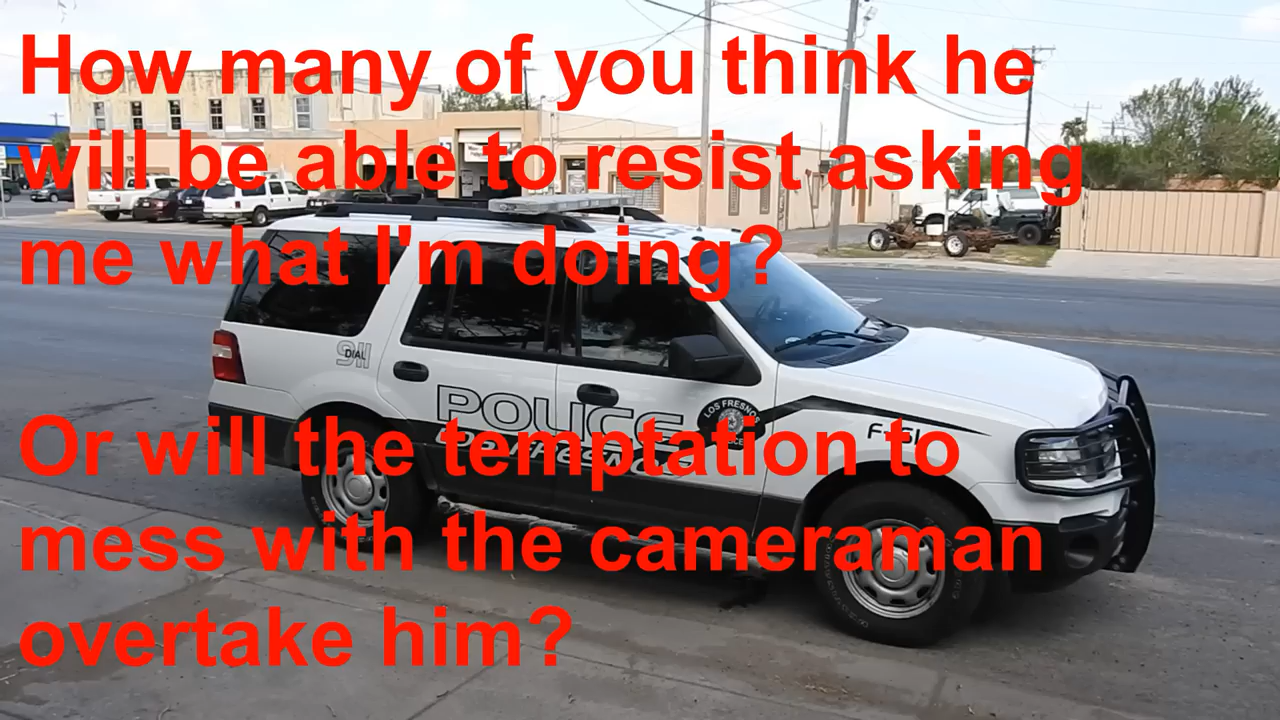 How many of you think he
will be able to resist asking
me what I'm doing?
Or will the temptation to
mess with the cameraman
overtake him?
DIAL
911
POLICE
LOS FRESNOS